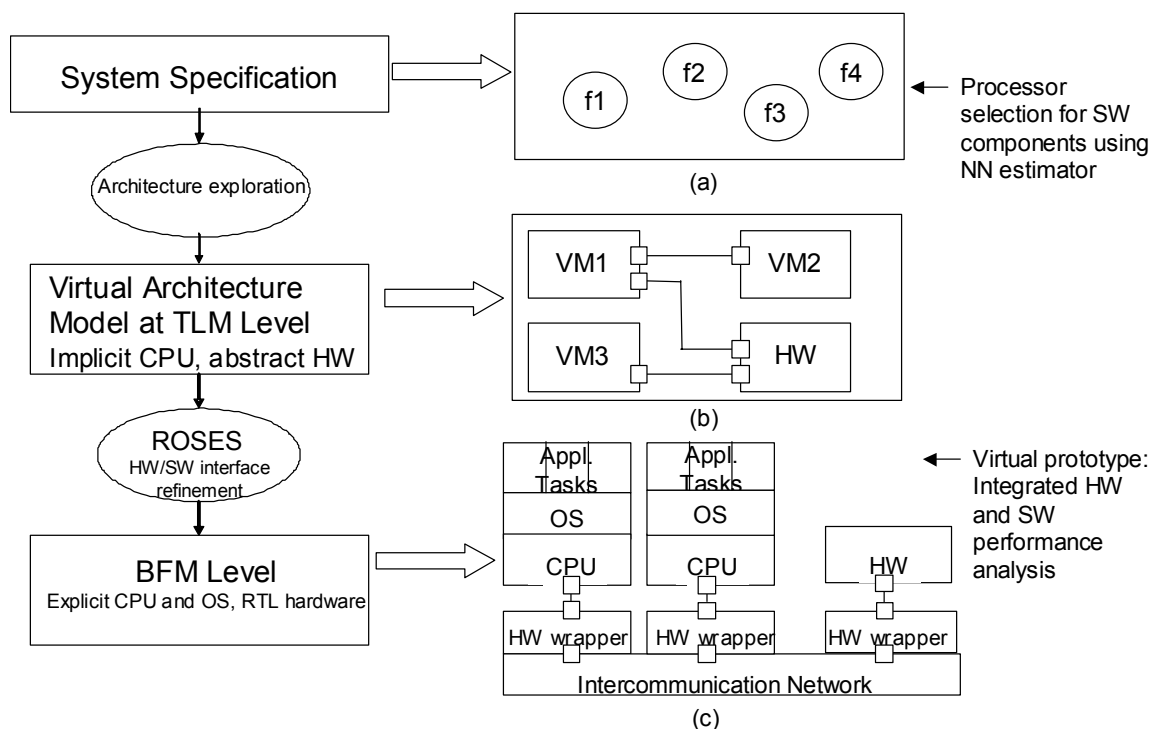 System Specification
f1
f2
f3
f4
Processor
selection for SW
components using
NN estimator
(a)
Architecture exploration
Virtual Architecture
Model at TLM Level
Implicit CPU, abstract HW
VM1
VM2
VM3
HW
(b)
ROSES
HW/SW interface
refinement
Appl.
Tasks
OS
CPU
Appl.
Tasks
OS
CPU
HW
Virtual prototype:
Integrated HW
and SW
performance
analysis
BFM Level
Explicit CPU and OS, RTL hardware
HW wrapper
HW wrapper
HW wrapper
Intercommunication Network
(c)